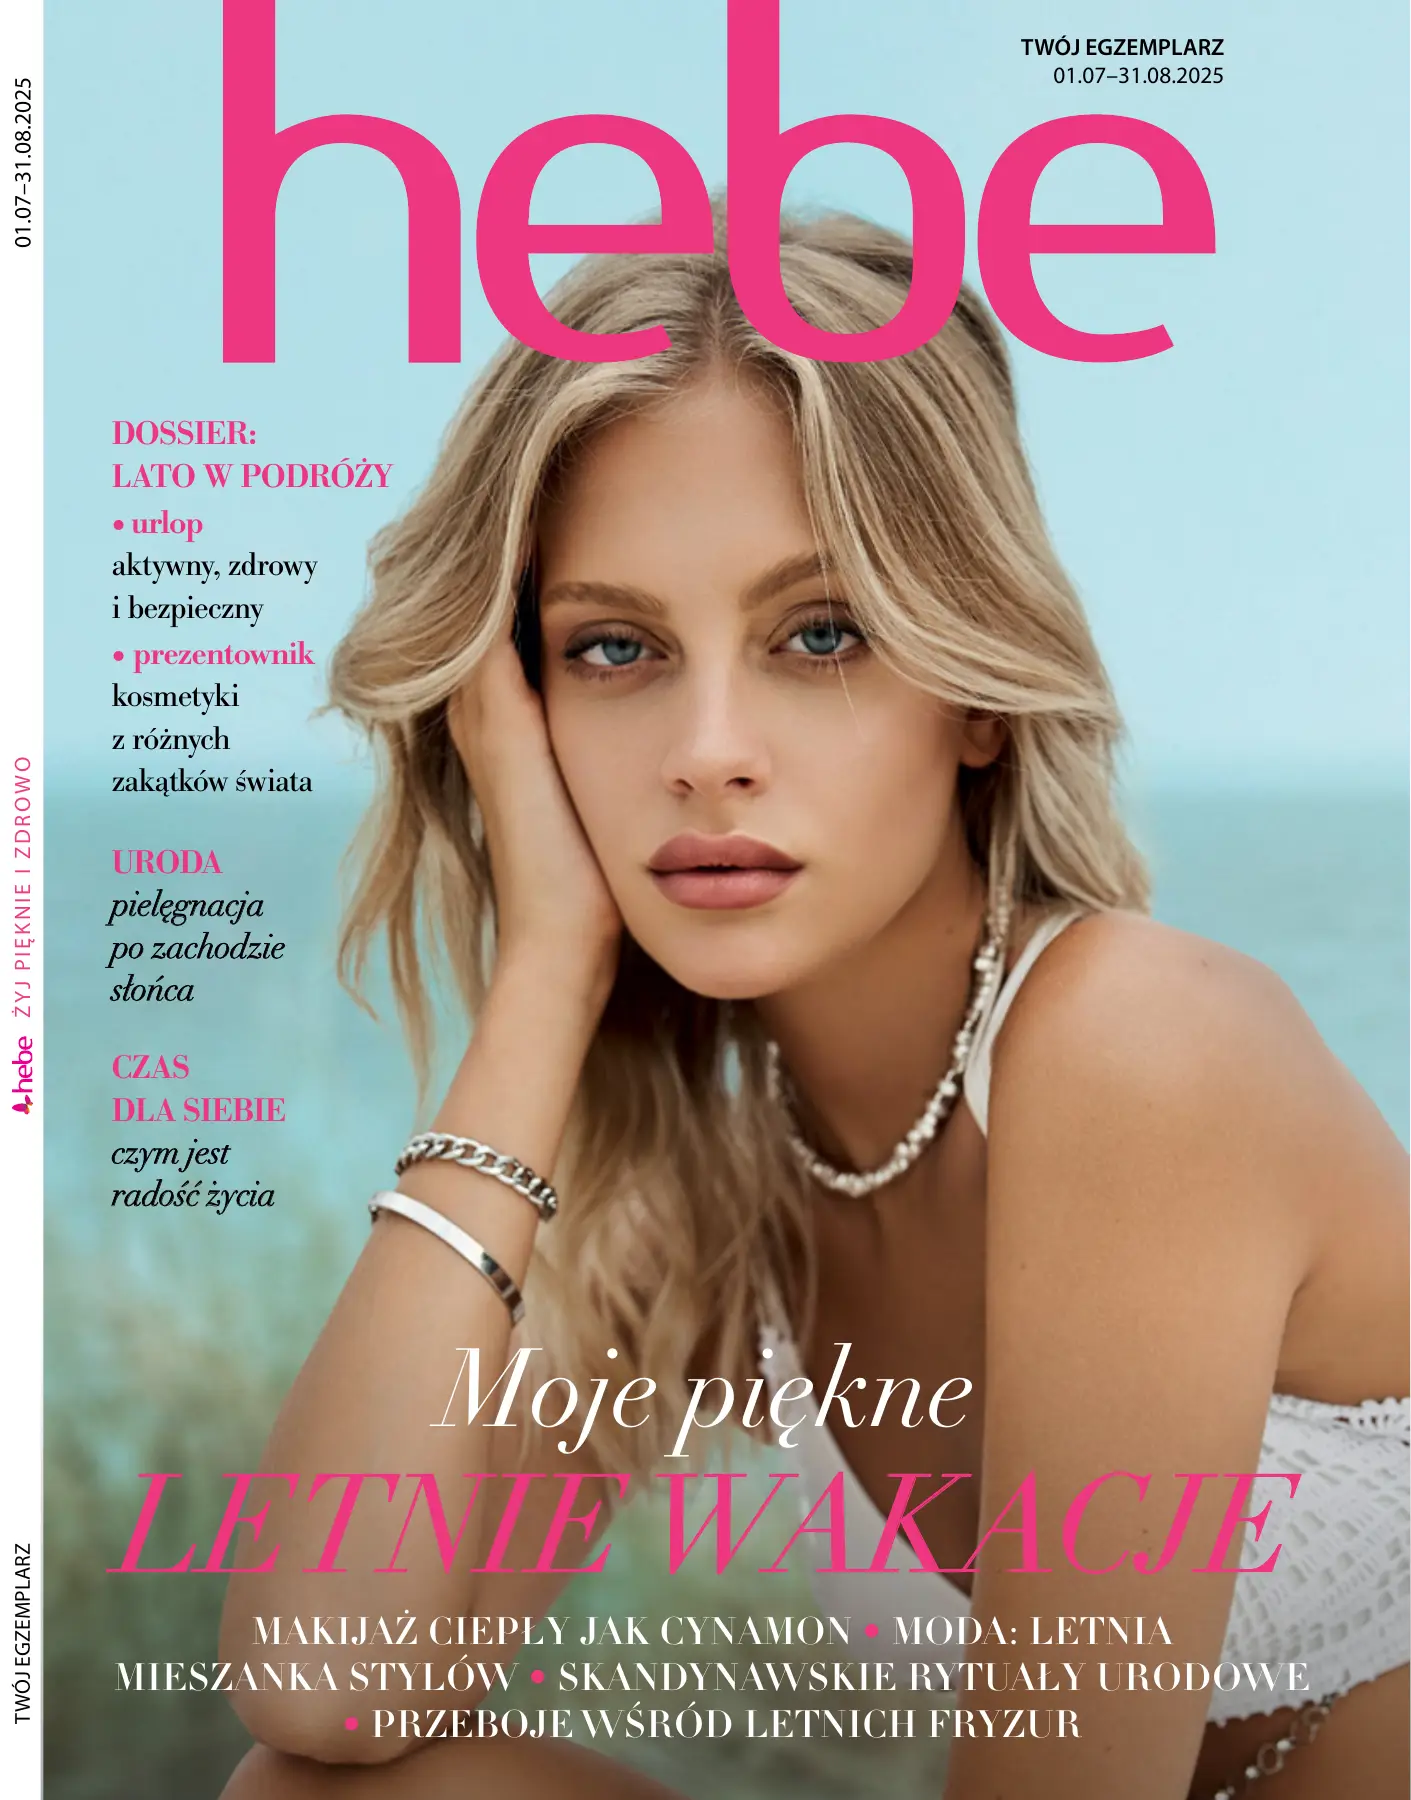 TWÓJ EGZEMPLARZ
01.07–31.08.2025
hebe
DOSSIER:
LATO W PODRÓŻY
• urlop
aktywny, zdrowy
i bezpieczny
• prezentownik
kosmetyki
z różnych
zakątków świata
URODA
pielęgnacja
po zachodzie
słońca
CZAS
DLA SIEBIE
czym jest
radość życia
Moje piękne
LETNIE WAKACJE
MAKIJAŻ CIEPŁY JAK CYNAMON • MODA: LETNIA
MIESZANKA STYLÓW • SKANDYNAWSKIE RYTUAŁY URODOWE
• PRZEBOJE WŚRÓD LETNICH FRYZUR
TWÓJ EGZEMPLARZ
hebe ŻYJ PIĘKNIE I ZDROWO
01.07–31.08.2025